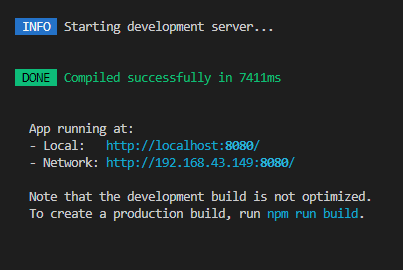 INFO Starting development server...
DONE Compiled successfully in 7411ms
App running at:
- Local: http://localhost:8080/
- Network: http://192.168.43.149:8080/
Note that the development build is not optimized.
To create a production build, run npm run build.